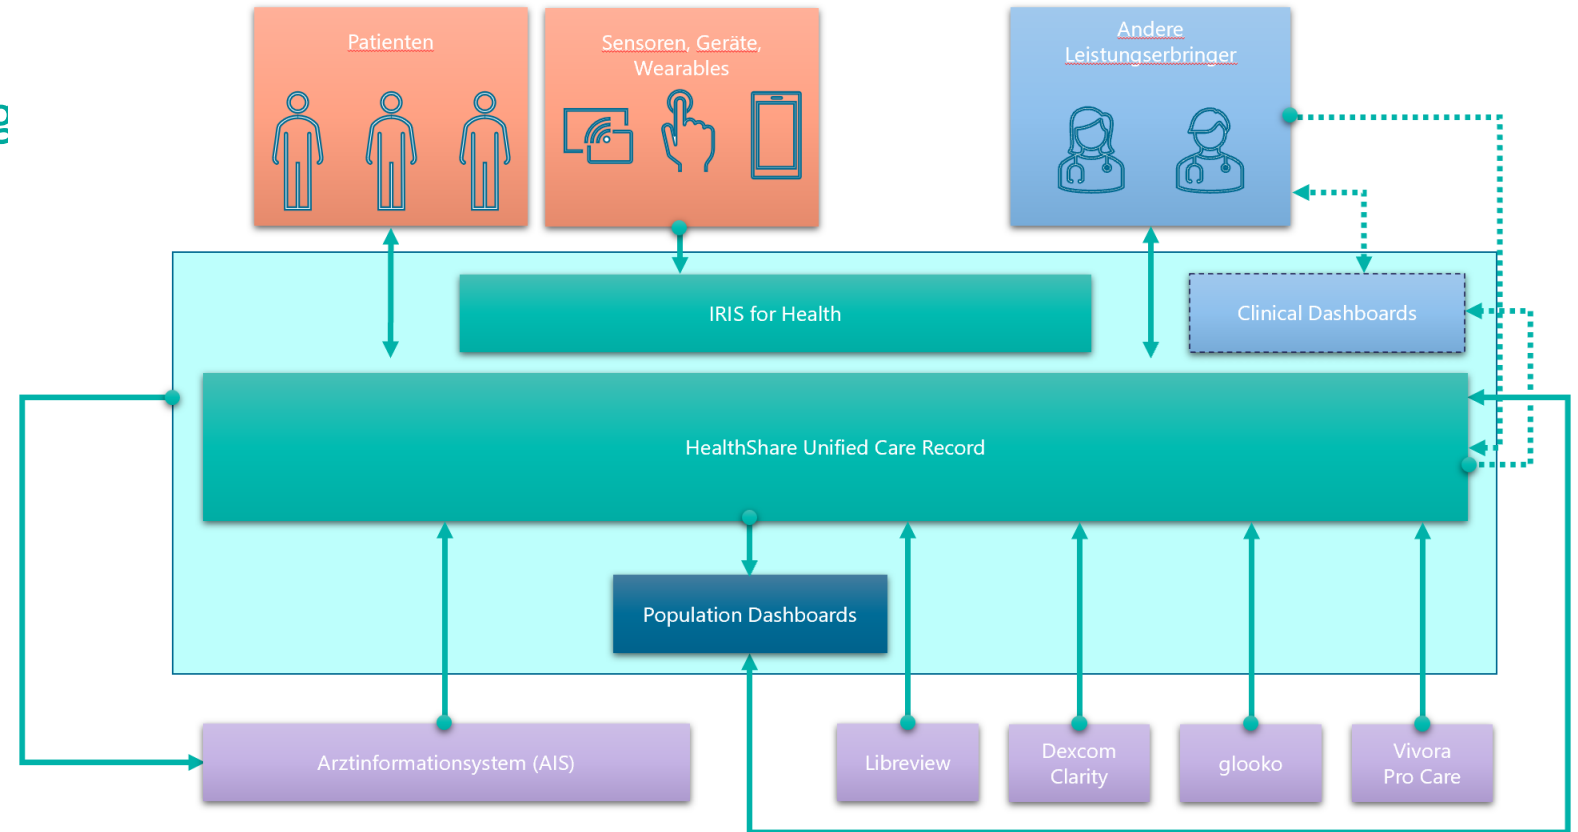 Patienten
Sensoren, Geräte,
Wearables
Andere
Leistungserbringer
IRIS for Health
Clinical Dashboards
HealthShare Unified Care Record
Population Dashboards
Arztinformationsystem (AIS)
Libreview
Dexcom
Clarity
glooko
Vivora
Pro Care